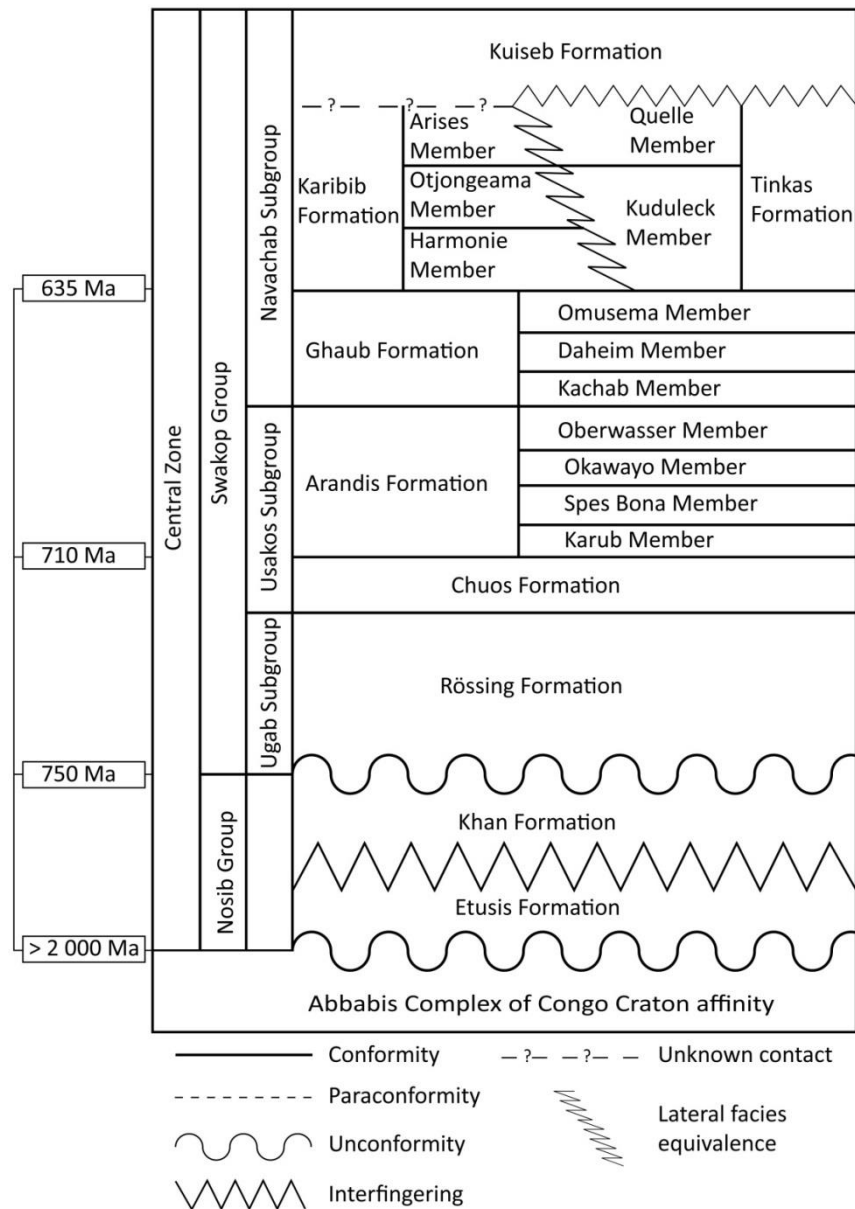 Kuiseb Formation
? ? ?
Arises
Member
Quelle
Member
Karibib
Formation
Otjongeama
Member
Kuduleck
Member
Tinkas
Formation
Harmonie
Member
635 Ma
Omusema Member
Ghaub Formation
Daheim Member
Kachab Member
Navachab Subgroup
Oberwasser Member
Arandis Formation
Okawayo Member
Spes Bona Member
Karub Member
Central Zone
Swakop Group
Usakos Subgroup
710 Ma
Chuos Formation
Rössing Formation
Ugab Subgroup
750 Ma
Khan Formation
Nosib Group
Etusis Formation
> 2 000 Ma
Abbabis Complex of Congo Craton affinity
Conformity
? ? Unknown contact
Paraconformity
Lateral facies
equivalence
Unconformity
Interfingering